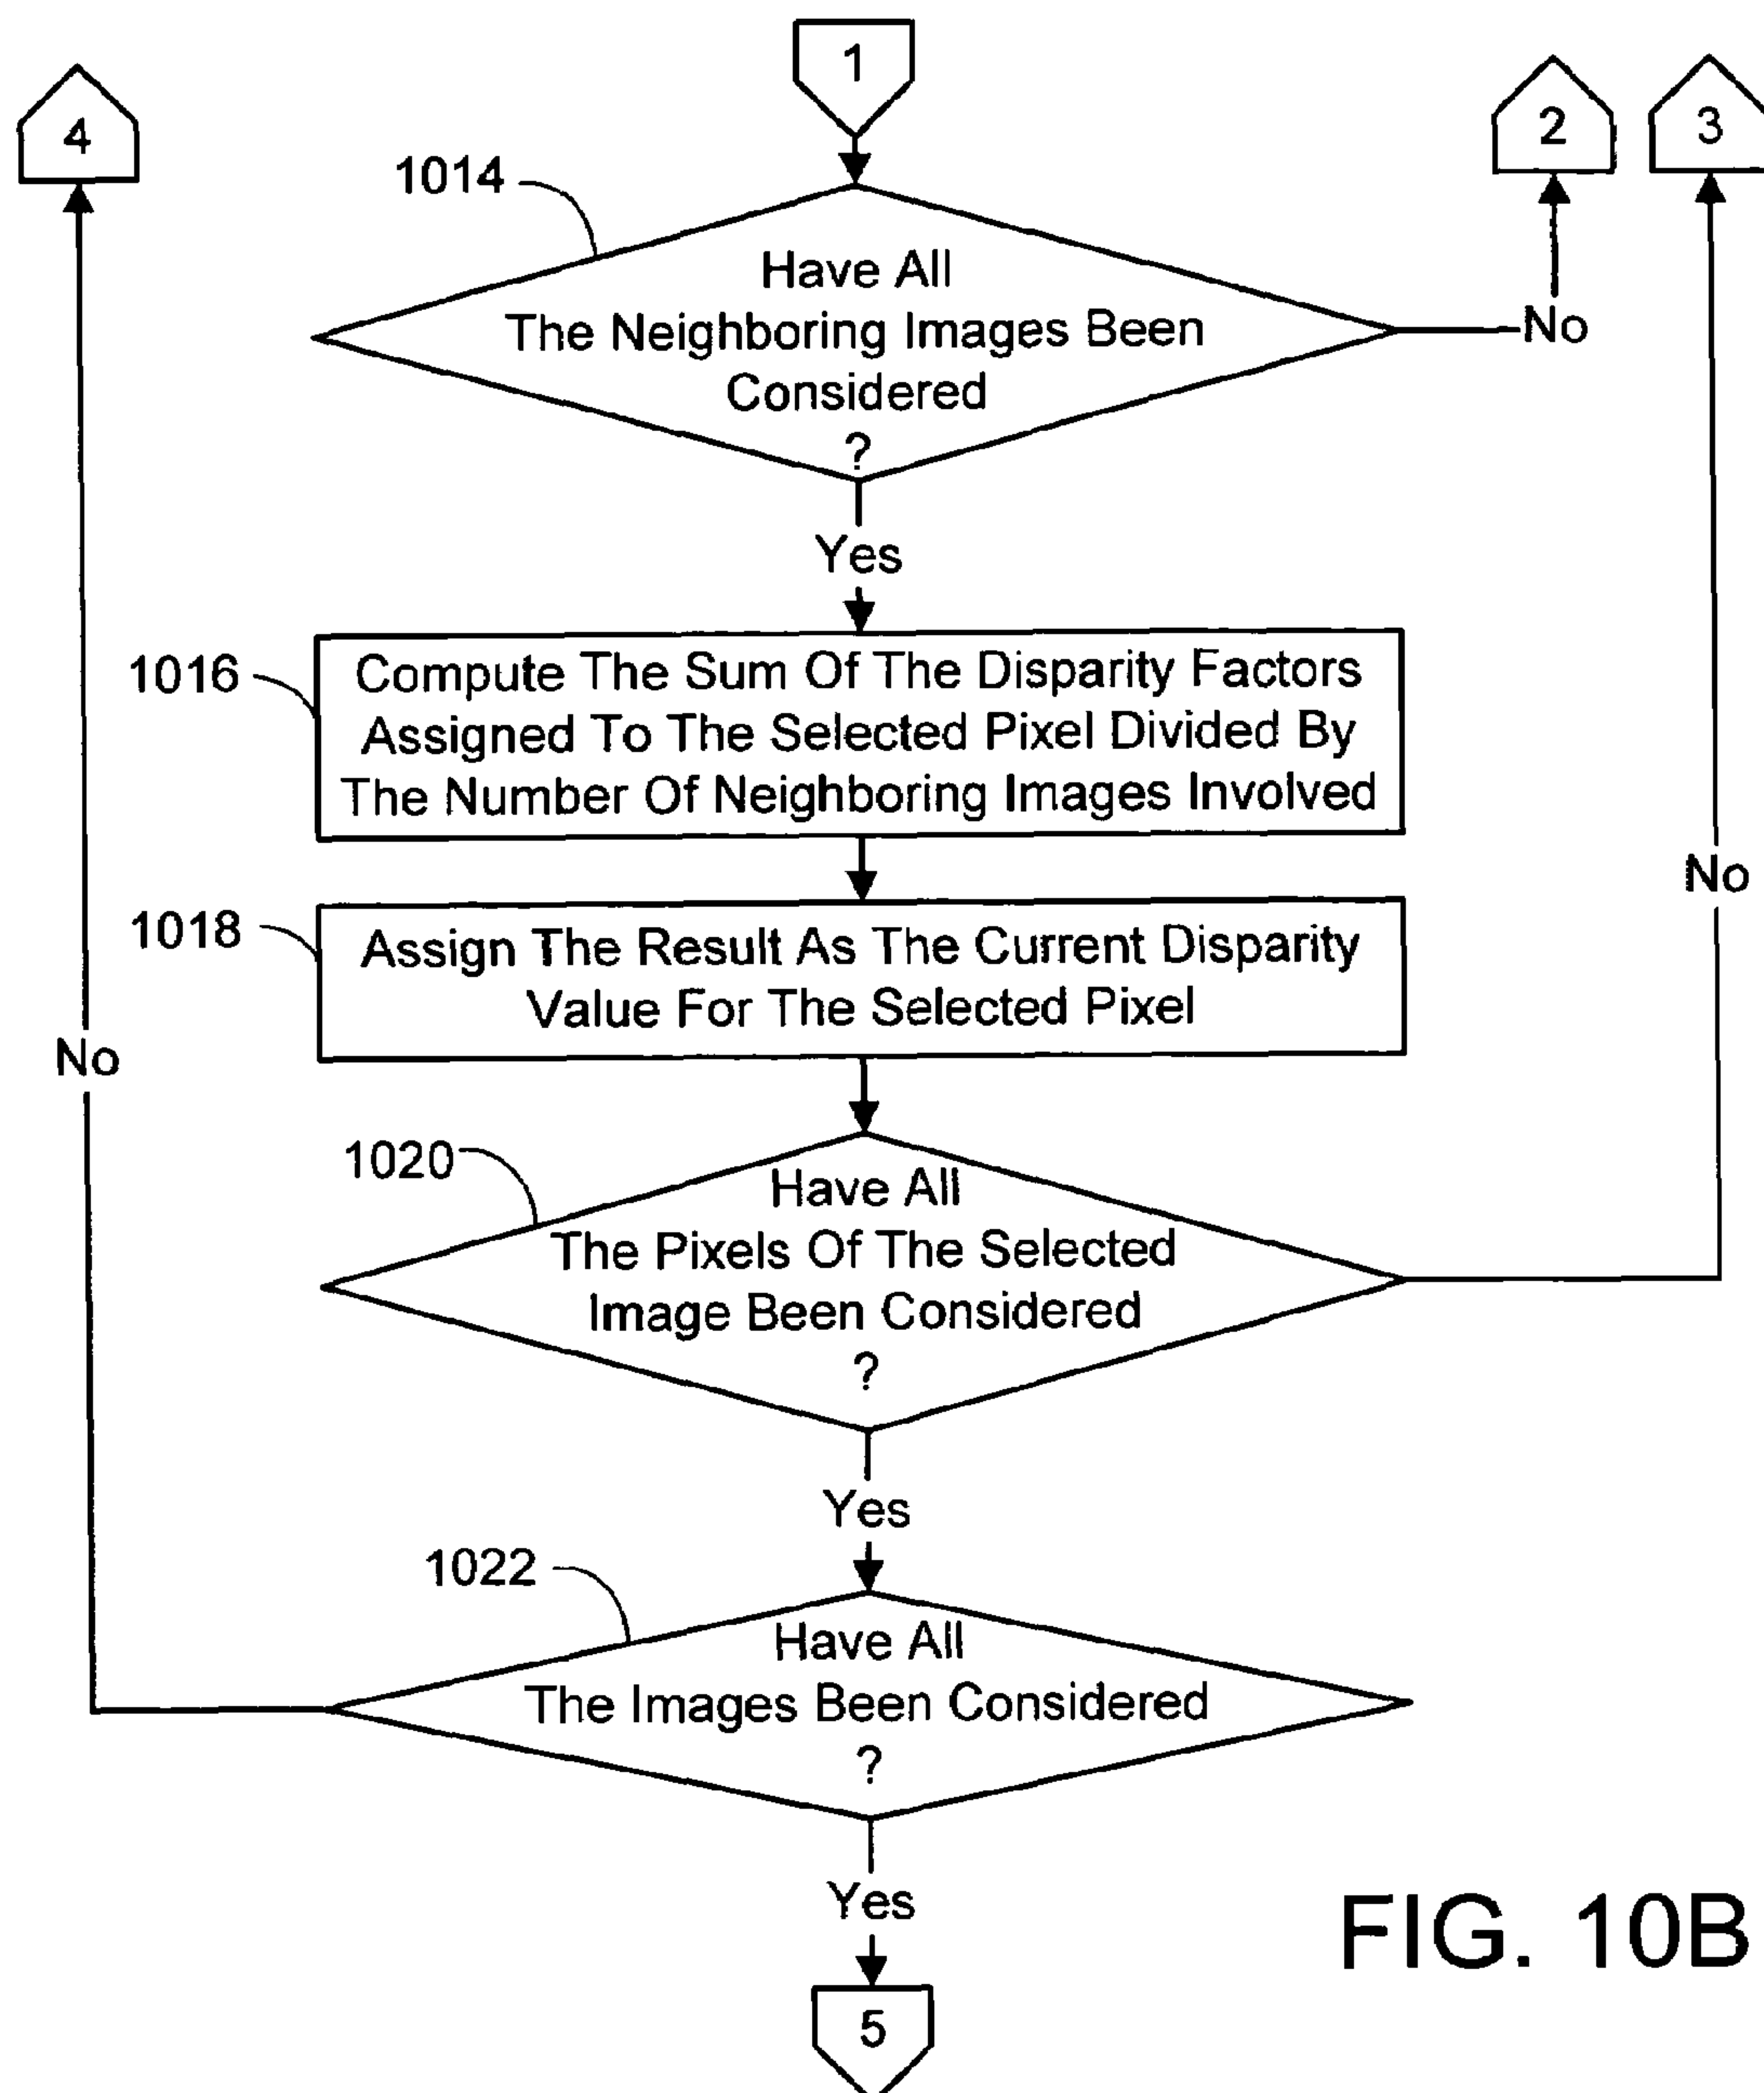 1
4
2
3
1014
Have All
The Neighboring Images Been
Considered
?
No
Yes
1016
Compute The Sum Of The Disparity Factors
Assigned To The Selected Pixel Divided By
The Number Of Neighboring Images Involved
No
1018
Assign The Result As The Current Disparity
Value For The Selected Pixel
No
1020
Have All
The Pixels Of The Selected
Image Been Considered
?
Yes
1022
Have All
The Images Been Considered
?
Yes
FIG. 10B
5